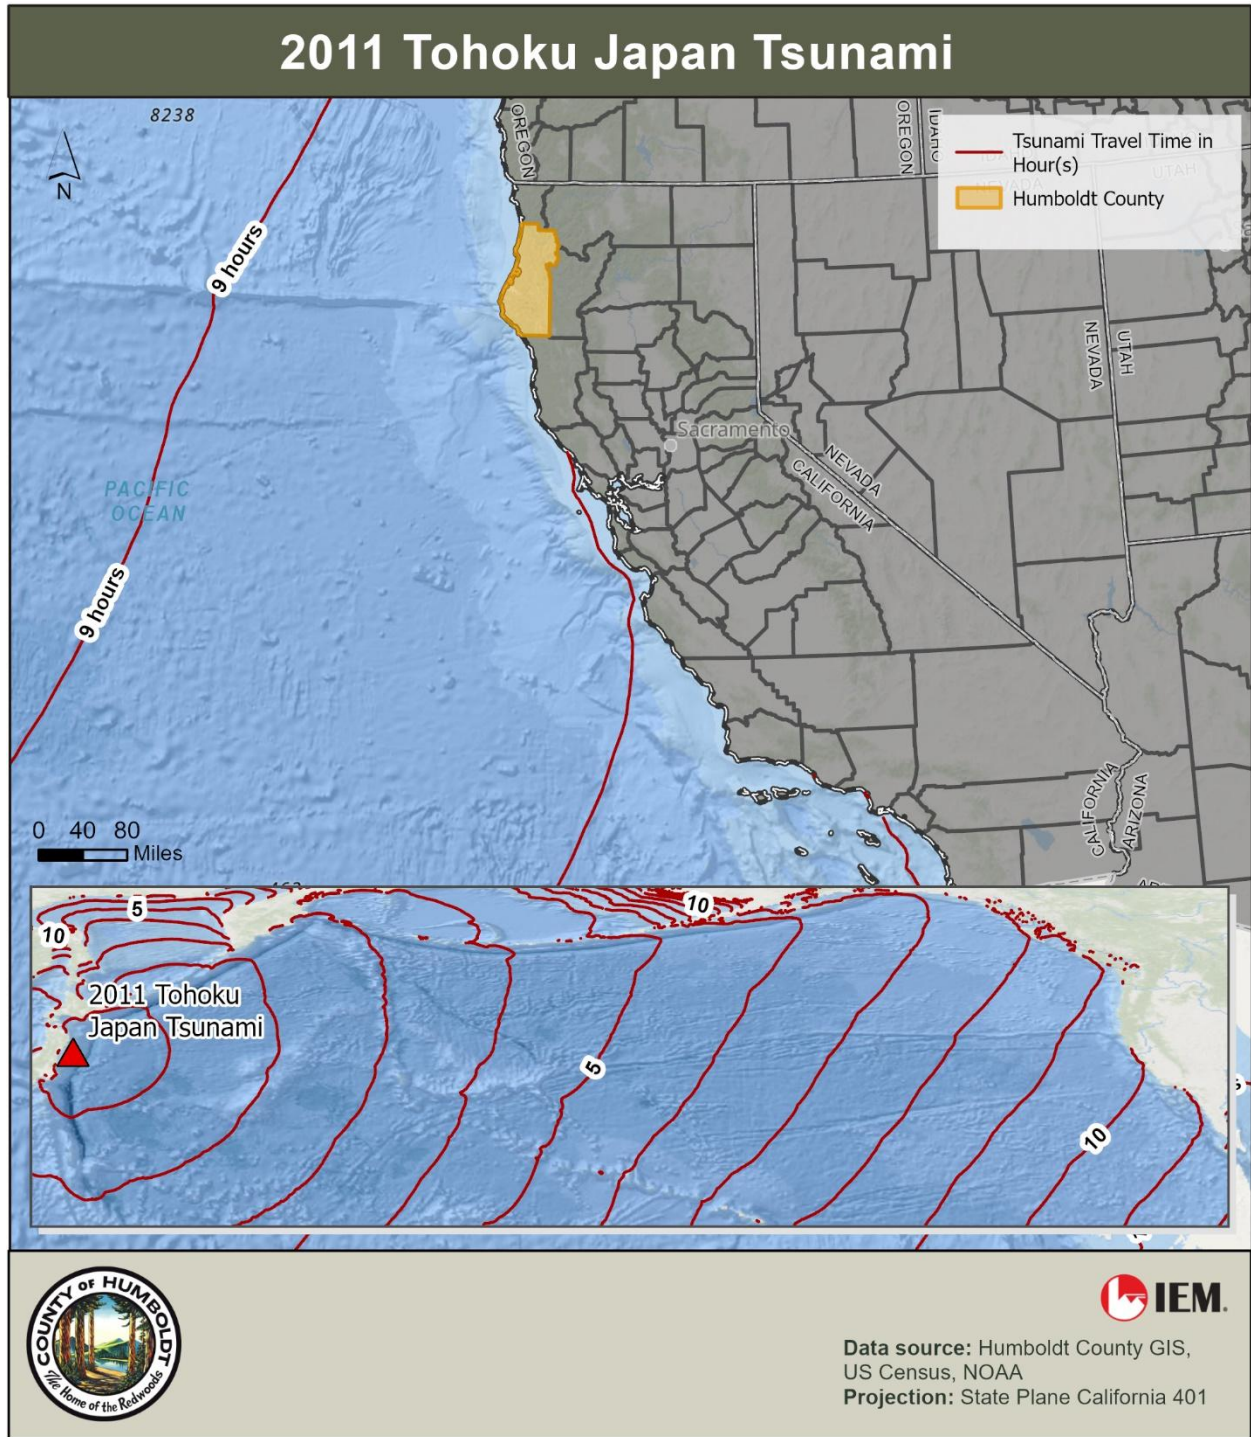 2011 Tohoku Japan Tsunami
8238
N
OREGON
OREGON
IDAHO
Tsunami Travel Time in
Hour(s)
Humboldt County
UTAH
NEVADA
9 hours
NEVADA
UTAH
Sacramento
NEVADA
CALIFORNIA
PACIFIC
OCEAN
9 hours
CALIFORNIA
ARIZONA
0 40 80
Miles
5
10
10
2011 Tohoku
Japan Tsunami
5
10
COUNTY OF HUMBOLDT
The Home of the Redwoods
IEM.
Data source: Humboldt County GIS,
US Census, NOAA
Projection: State Plane California 401